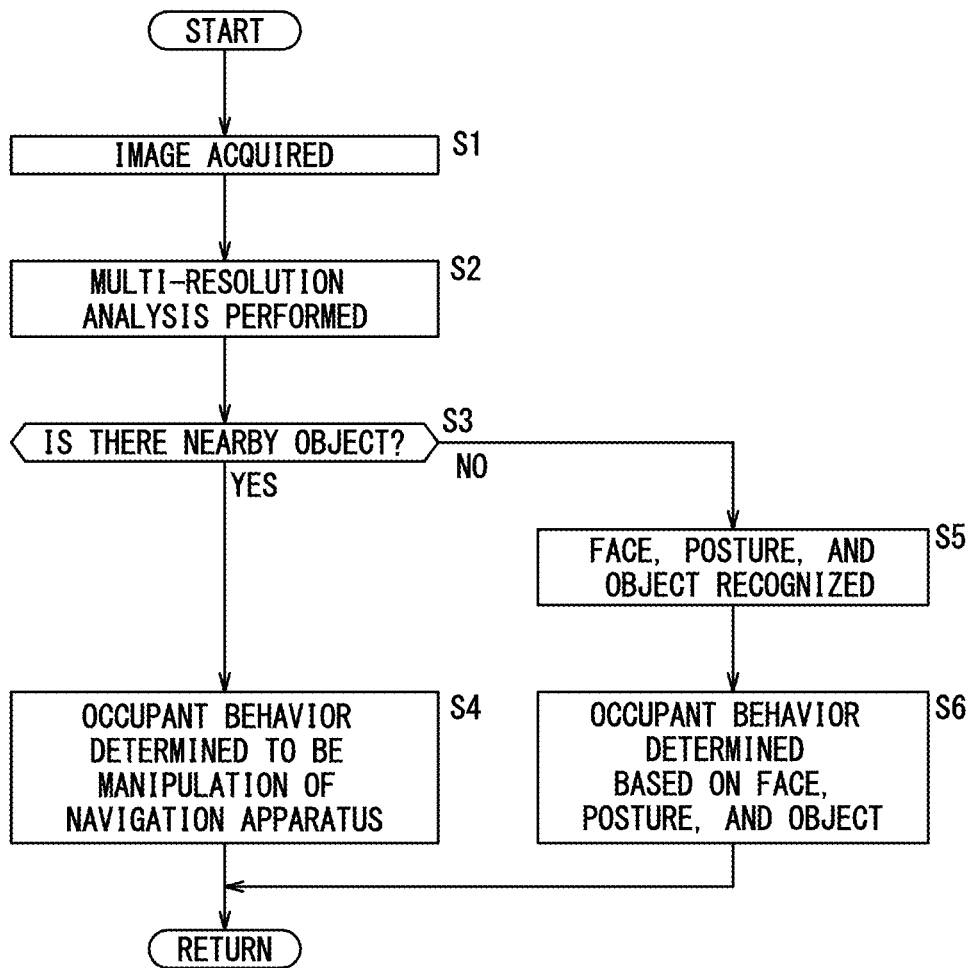 START
IMAGE ACQUIRED
S1
MULTI-RESOLUTION
ANALYSIS PERFORMED
S2
IS THERE NEARBY OBJECT?
S3
NO
YES
FACE, POSTURE, AND
OBJECT RECOGNIZED
S5
OCCUPANT BEHAVIOR
DETERMINED TO BE
MANIPULATION OF
NAVIGATION APPARATUS
S4
OCCUPANT BEHAVIOR
DETERMINED
BASED ON FACE,
POSTURE, AND OBJECT
S6
RETURN